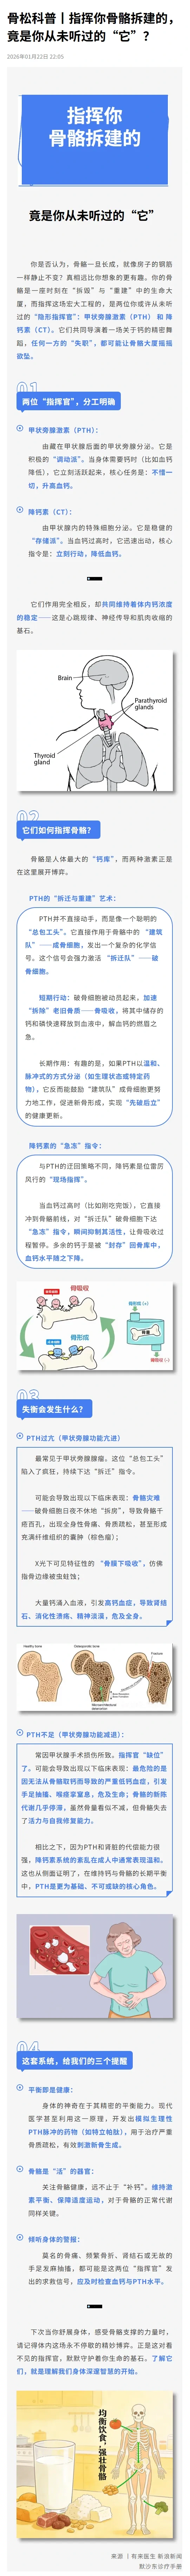 骨松科普丨指挥你骨骼拆建的，
竟是你从未听过的“它”？
2026年01月22日 22:05
指挥你
骨骼拆建的
竟是你从未听过的“它”
你是否认为，骨骼一旦长成，就像房子的钢筋
一样静止不变？真相远比你想象的更有趣。你的骨
骼是一座时刻在“拆毁”与“重建”中的生命大
厦，而指挥这场宏大工程的，是两位你或许从未听
过的“隐形指挥官”：甲状旁腺激素（PTH）和 降
钙素（CT）。它们共同导演着一场关于钙的精密舞
蹈，任何一方的“失职”，都可能让骨骼大厦摇摇
欲坠。
01
两位“指挥官”，分工明确
甲状旁腺激素（PTH）：
由藏在甲状腺后面的甲状旁腺分泌。它是
积极的“调动派”。当身体需要钙时（比如血钙
降低），它立刻活跃起来，核心任务是：不惜一
切，升高血钙。
降钙素（CT）：
由甲状腺内的特殊细胞分泌。它是稳健的
“存储派”。当血钙过高时，它迅速出动，核心
指令是：立刻行动，降低血钙。
它们作用完全相反，却共同维持着体内钙浓度
的稳定——这是心跳规律、神经传导和肌肉收缩的
基石。
Brain
Parathyroid
glands
Thyroid
gland
02
它们如何指挥骨骼？
骨骼是人体最大的“钙库”，而两种激素正是
在这里展开博弈。
PTH的“拆迁与重建”艺术：
PTH并不直接动手，而是像一个聪明的
“总包工头”。它直接作用于骨骼中的“建筑
队”——成骨细胞，发出一个复杂的化学信
号。这个信号会强力激活“拆迁队”——破
骨细胞。
短期行动：破骨细胞被动员起来，加速
“拆除”老旧骨质——骨吸收，将其中储存的
钙和磷快速释放到血液中，解血钙的燃眉之
急。
长期作用：有趣的是，如果PTH以温和、
脉冲式的方式分泌（如生理状态或特定药
物），它反而能鼓励“建筑队”成骨细胞更努
力地工作，促进新骨形成，实现“先破后立”
的健康更新。
降钙素的“急冻”指令：
与PTH的迂回策略不同，降钙素是位雷厉
风行的“现场指挥”。
当血钙过高时（比如刚吃完饭），它直接
冲到骨骼前线，对“拆迁队”破骨细胞下达
“急冻”指令，瞬间抑制其活性，让骨吸收过
程暂停。多余的钙于是被“封存”回骨库中，
血钙水平随之下降。
骨吸收
骨形成
骨形成（+）
骨重
骨吸收（-）
03
失衡会发生什么？
PTH过亢（甲状旁腺功能亢进）
最常见于甲状旁腺腺瘤。这位“总包工头”
陷入了疯狂，持续下达“拆迁”指令。
可能会导致出现以下临床表现：骨骼灾难
——破骨细胞日夜不休地“拆房”，导致骨骼千
疮百孔，出现全身性骨痛、骨质疏松，甚至形成
充满纤维组织的囊肿（棕色瘤）；
X光下可见特征性的 “骨膜下吸收”，仿佛
指骨边缘被虫蛀；
大量钙涌入血液，引发高钙血症，导致肾结
石、消化性溃疡、精神淡漠，危及全身。
Healthy bone
Osteoporotic bone
Fracture
PTH不足（甲状旁腺功能减退）：
常因甲状腺手术损伤所致。指挥官“缺位”
了。可能会导致出现以下临床表现：最危险的是
因无法从骨骼取钙而导致的严重低钙血症，引发
手足抽搐、喉痉挛窒息，危及生命；骨骼的新陈
代谢几乎停滞，虽然骨量看似不减，但骨骼失去
了活力与自我修复能力。
相比之下，因为PTH和肾脏的代偿能力很
强，降钙素系统的紊乱在成人中通常表现温和。
这也从侧面证明了，在维持钙与骨骼的长期平衡
中，PTH是更为基础、不可或缺的核心角色。
04
这套系统，给我们的三个提醒
平衡即是健康：
身体的神奇在于其精密的平衡能力。现代
医学甚至利用这一原理，开发出模拟生理性
PTH脉冲的药物（如特立帕肽），用于治疗严重
骨质疏松，有效刺激新骨生成。
骨骼是“活”的器官：
关注骨骼健康，远不止于“补钙”。维持激
素平衡、保障适度运动，对于骨骼的正常代谢
同样关键。
倾听身体的警报：
莫名的骨痛、频繁骨折、肾结石或无故的
手足发麻抽搐，都可能是这两位“指挥官”发
出的求救信号，应及时检查血钙与PTH水平。
下次当你舒展身体，感受骨骼支撑的力量时，
请记得体内这场永不停歇的精妙博弈。正是这对看
不见的指挥官，默默守护着你生命的基石。了解它
们，就是理解我们身体深邃智慧的开始。
均衡饮食，强壮骨骼
来源 丨有来医生 新浪新闻
默沙东诊疗手册